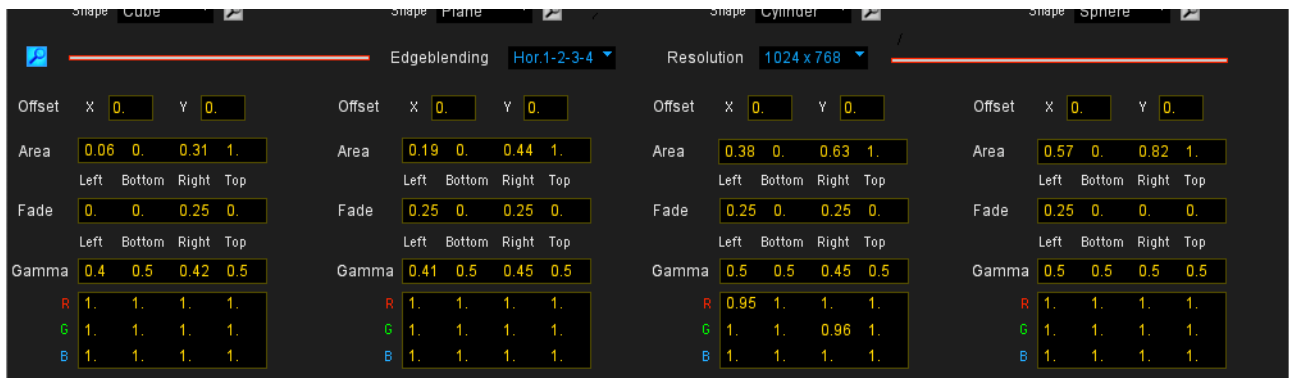 Shape Cube Shape Plane Shape Cylinder Shape Sphere
Edgeblending Hor.1-2-3-4 Resolution 1024 x 768
Offset X 0. Y 0. Offset X 0. Y 0. Offset X 0. Y 0. Offset X 0. Y 0.
Area 0.06 0. 0.31 1. Area 0.19 0. 0.44 1. Area 0.38 0. 0.63 1. Area 0.57 0. 0.82 1.
Left Bottom Right Top Left Bottom Right Top Left Bottom Right Top Left Bottom Right Top
Fade 0. 0. 0.25 0. Fade 0.25 0. 0.25 0. Fade 0.25 0. 0.25 0. Fade 0.25 0. 0. 0.
Left Bottom Right Top Left Bottom Right Top Left Bottom Right Top Left Bottom Right Top
Gamma 0.4 0.5 0.42 0.5 Gamma 0.41 0.5 0.45 0.5 Gamma 0.5 0.5 0.45 0.5 Gamma 0.5 0.5 0.5 0.5
R 1. 1. 1. 1. R 1. 1. 1. 1. R 0.95 1. 1. 1. R 1. 1. 1. 1.
G 1. 1. 1. 1. G 1. 1. 1. 1. G 1. 1. 0.96 1. G 1. 1. 1. 1.
B 1. 1. 1. 1. B 1. 1. 1. 1. B 1. 1. 1. 1. B 1. 1. 1. 1.